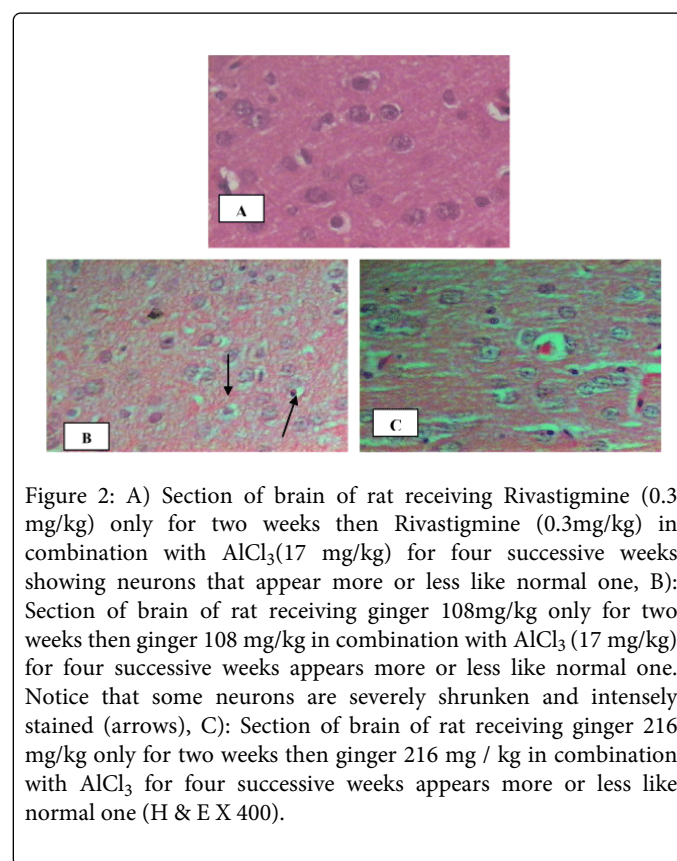 A
B
C
Figure 2: A) Section of brain of rat receiving Rivastigmine (0.3
mg/kg) only for two weeks then Rivastigmine (0.3mg/kg) in
combination with AlCl₃(17 mg/kg) for four successive weeks
showing neurons that appear more or less like normal one, B):
Section of brain of rat receiving ginger 108mg/kg only for two
weeks then ginger 108 mg/kg in combination with AlCl₃ (17 mg/kg)
for four successive weeks appears more or less like normal one.
Notice that some neurons are severely shrunken and intensely
stained (arrows), C): Section of brain of rat receiving ginger 216
mg/kg only for two weeks then ginger 216 mg / kg in combination
with AlCl₃ for four successive weeks appears more or less like
normal one (H & E X 400).